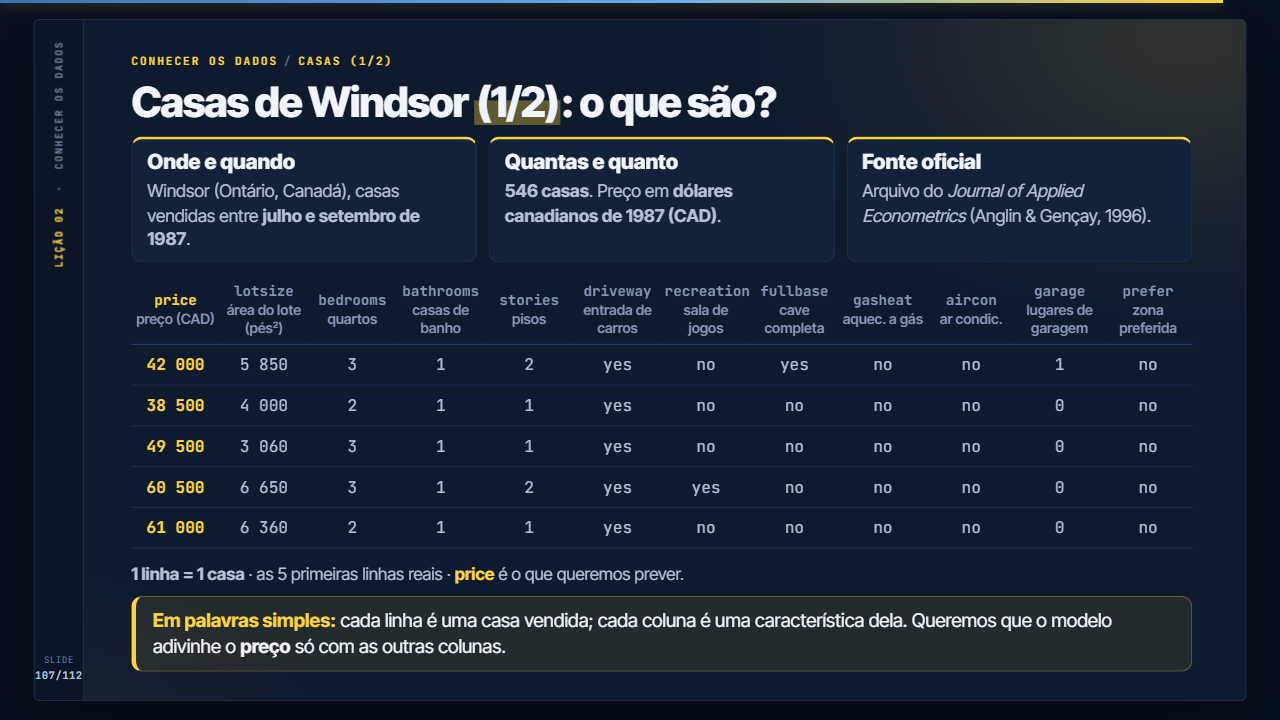 CONHECER OS DADOS / CASAS (1/2)
Casas de Windsor (1/2): o que são?
Onde e quando
Windsor (Ontário, Canadá), casas
vendidas entre julho e setembro de
1987.
Quantas e quanto
546 casas. Preço em dólares
canadianos de 1987 (CAD).
Fonte oficial
Arquivo do Journal of Applied
Econometrics (Anglin & Gençay, 1996).
price preço (CAD) lotsize área do lote (pés²) bedrooms quartos bathrooms casas de banho stories pisos driveway entrada de carros recreation sala de jogos fullbase cave completa gasheat aquec. a gás aircon ar condic. garage lugares de garagem prefer zona preferida
42 000 5 850 3 1 2 yes no yes no no 1 no
38 500 4 000 2 1 1 yes no no no no 0 no
49 500 3 060 3 1 1 yes no no no no 0 no
60 500 6 650 3 1 2 yes yes no no no 0 no
61 000 6 360 2 1 1 yes no no no no 0 no
1 linha = 1 casa · as 5 primeiras linhas reais · price é o que queremos prever.
Em palavras simples: cada linha é uma casa vendida; cada coluna é uma característica dela. Queremos que o modelo
adivinhe o preço só com as outras colunas.
LIÇÃO 02 · CONHECER OS DADOS
SLIDE
107/112